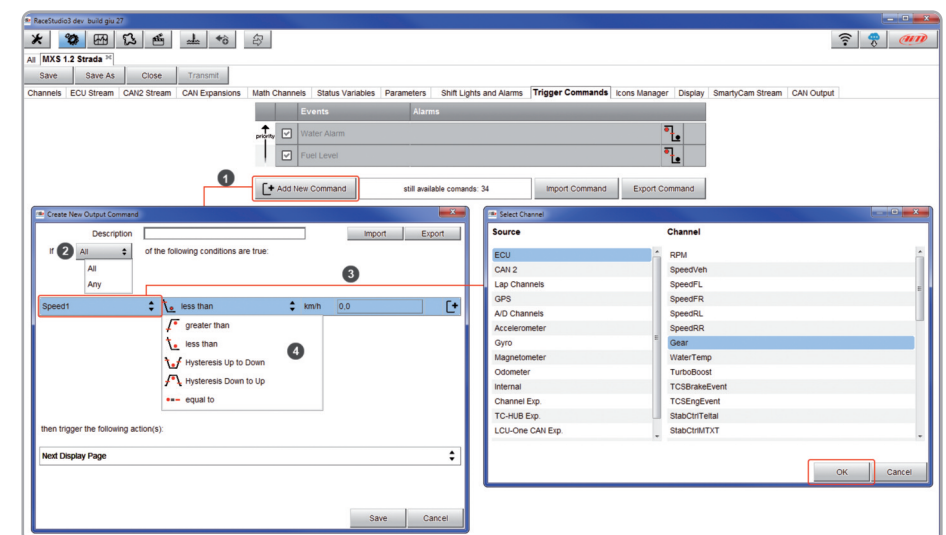 RaceStudio3 dev build giu 27
AiM
All MXS 1.2 Strada
Save Save As Close Transmit
Channels ECU Stream CAN2 Stream CAN Expansions Math Channels Status Variables Parameters Shift Lights and Alarms Trigger Commands Icons Manager Display SmartyCam Stream CAN Output
Events Alarms
priority Water Alarm
Fuel Level
1
Add New Command still available comands: 34 Import Command Export Command
Create New Output Command
Description Import Export
If 2 All of the following conditions are true:
All
Any
3
Speed1 less than km/h 0.0
greater than
less than
4
Hysteresis Up to Down
Hysteresis Down to Up
equal to
then trigger the following action(s):
Next Display Page
Save Cancel
Select Channel
Source Channel
ECU RPM
CAN 2 SpeedVeh
Lap Channels SpeedFL
GPS SpeedFR
A/D Channels SpeedRL
Accelerometer SpeedRR
Gyro Gear
Magnetometer WaterTemp
Odometer TurboBoost
Internal TCSBrakeEvent
Channel Exp. TCSEngEvent
TC-HUB Exp. StabCtrlTeltal
LCU-One CAN Exp. StabCtrlMTXT
OK Cancel